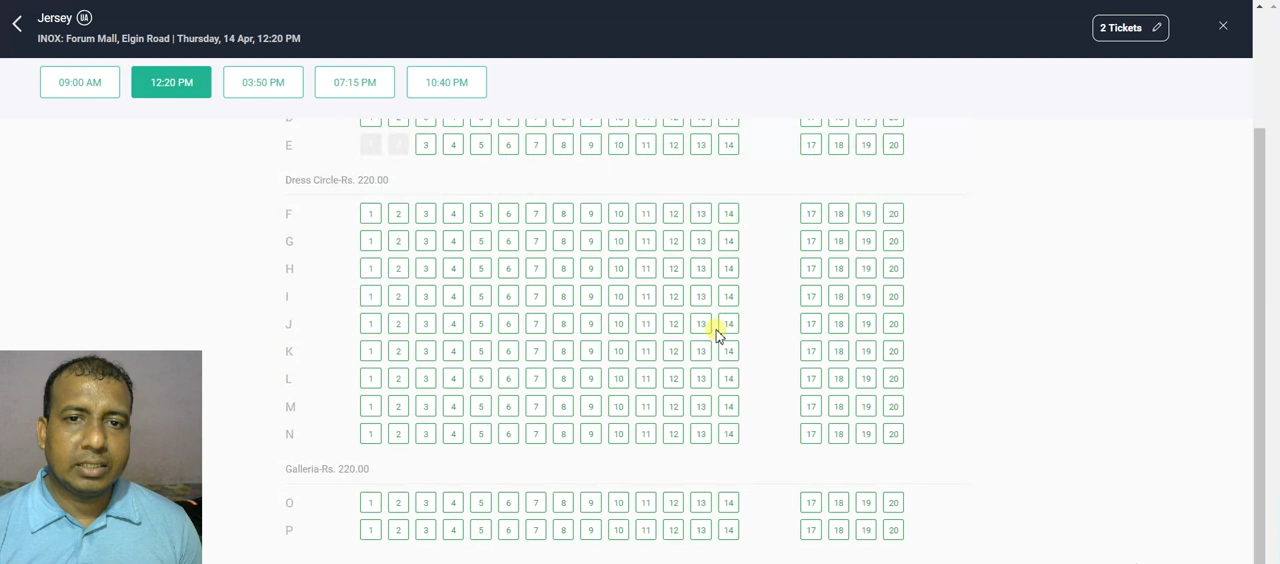 Jersey UA
INOX: Forum Mall, Elgin Road | Thursday, 14 Apr, 12:20 PM
2 Tickets
09:00 AM 12:20 PM 03:50 PM 07:15 PM 10:40 PM
E 3 4 5 6 7 8 9 10 11 12 13 14 17 18 19 20
Dress Circle-Rs. 220.00
F 1 2 3 4 5 6 7 8 9 10 11 12 13 14 17 18 19 20
G 1 2 3 4 5 6 7 8 9 10 11 12 13 14 17 18 19 20
H 1 2 3 4 5 6 7 8 9 10 11 12 13 14 17 18 19 20
I 1 2 3 4 5 6 7 8 9 10 11 12 13 14 17 18 19 20
J 1 2 3 4 5 6 7 8 9 10 11 12 13 14 17 18 19 20
K 1 2 3 4 5 6 7 8 9 10 11 12 13 14 17 18 19 20
L 1 2 3 4 5 6 7 8 9 10 11 12 13 14 17 18 19 20
M 1 2 3 4 5 6 7 8 9 10 11 12 13 14 17 18 19 20
N 1 2 3 4 5 6 7 8 9 10 11 12 13 14 17 18 19 20
Galleria-Rs. 220.00
O 1 2 3 4 5 6 7 8 9 10 11 12 13 14 17 18 19 20
P 1 2 3 4 5 6 7 8 9 10 11 12 13 14 17 18 19 20